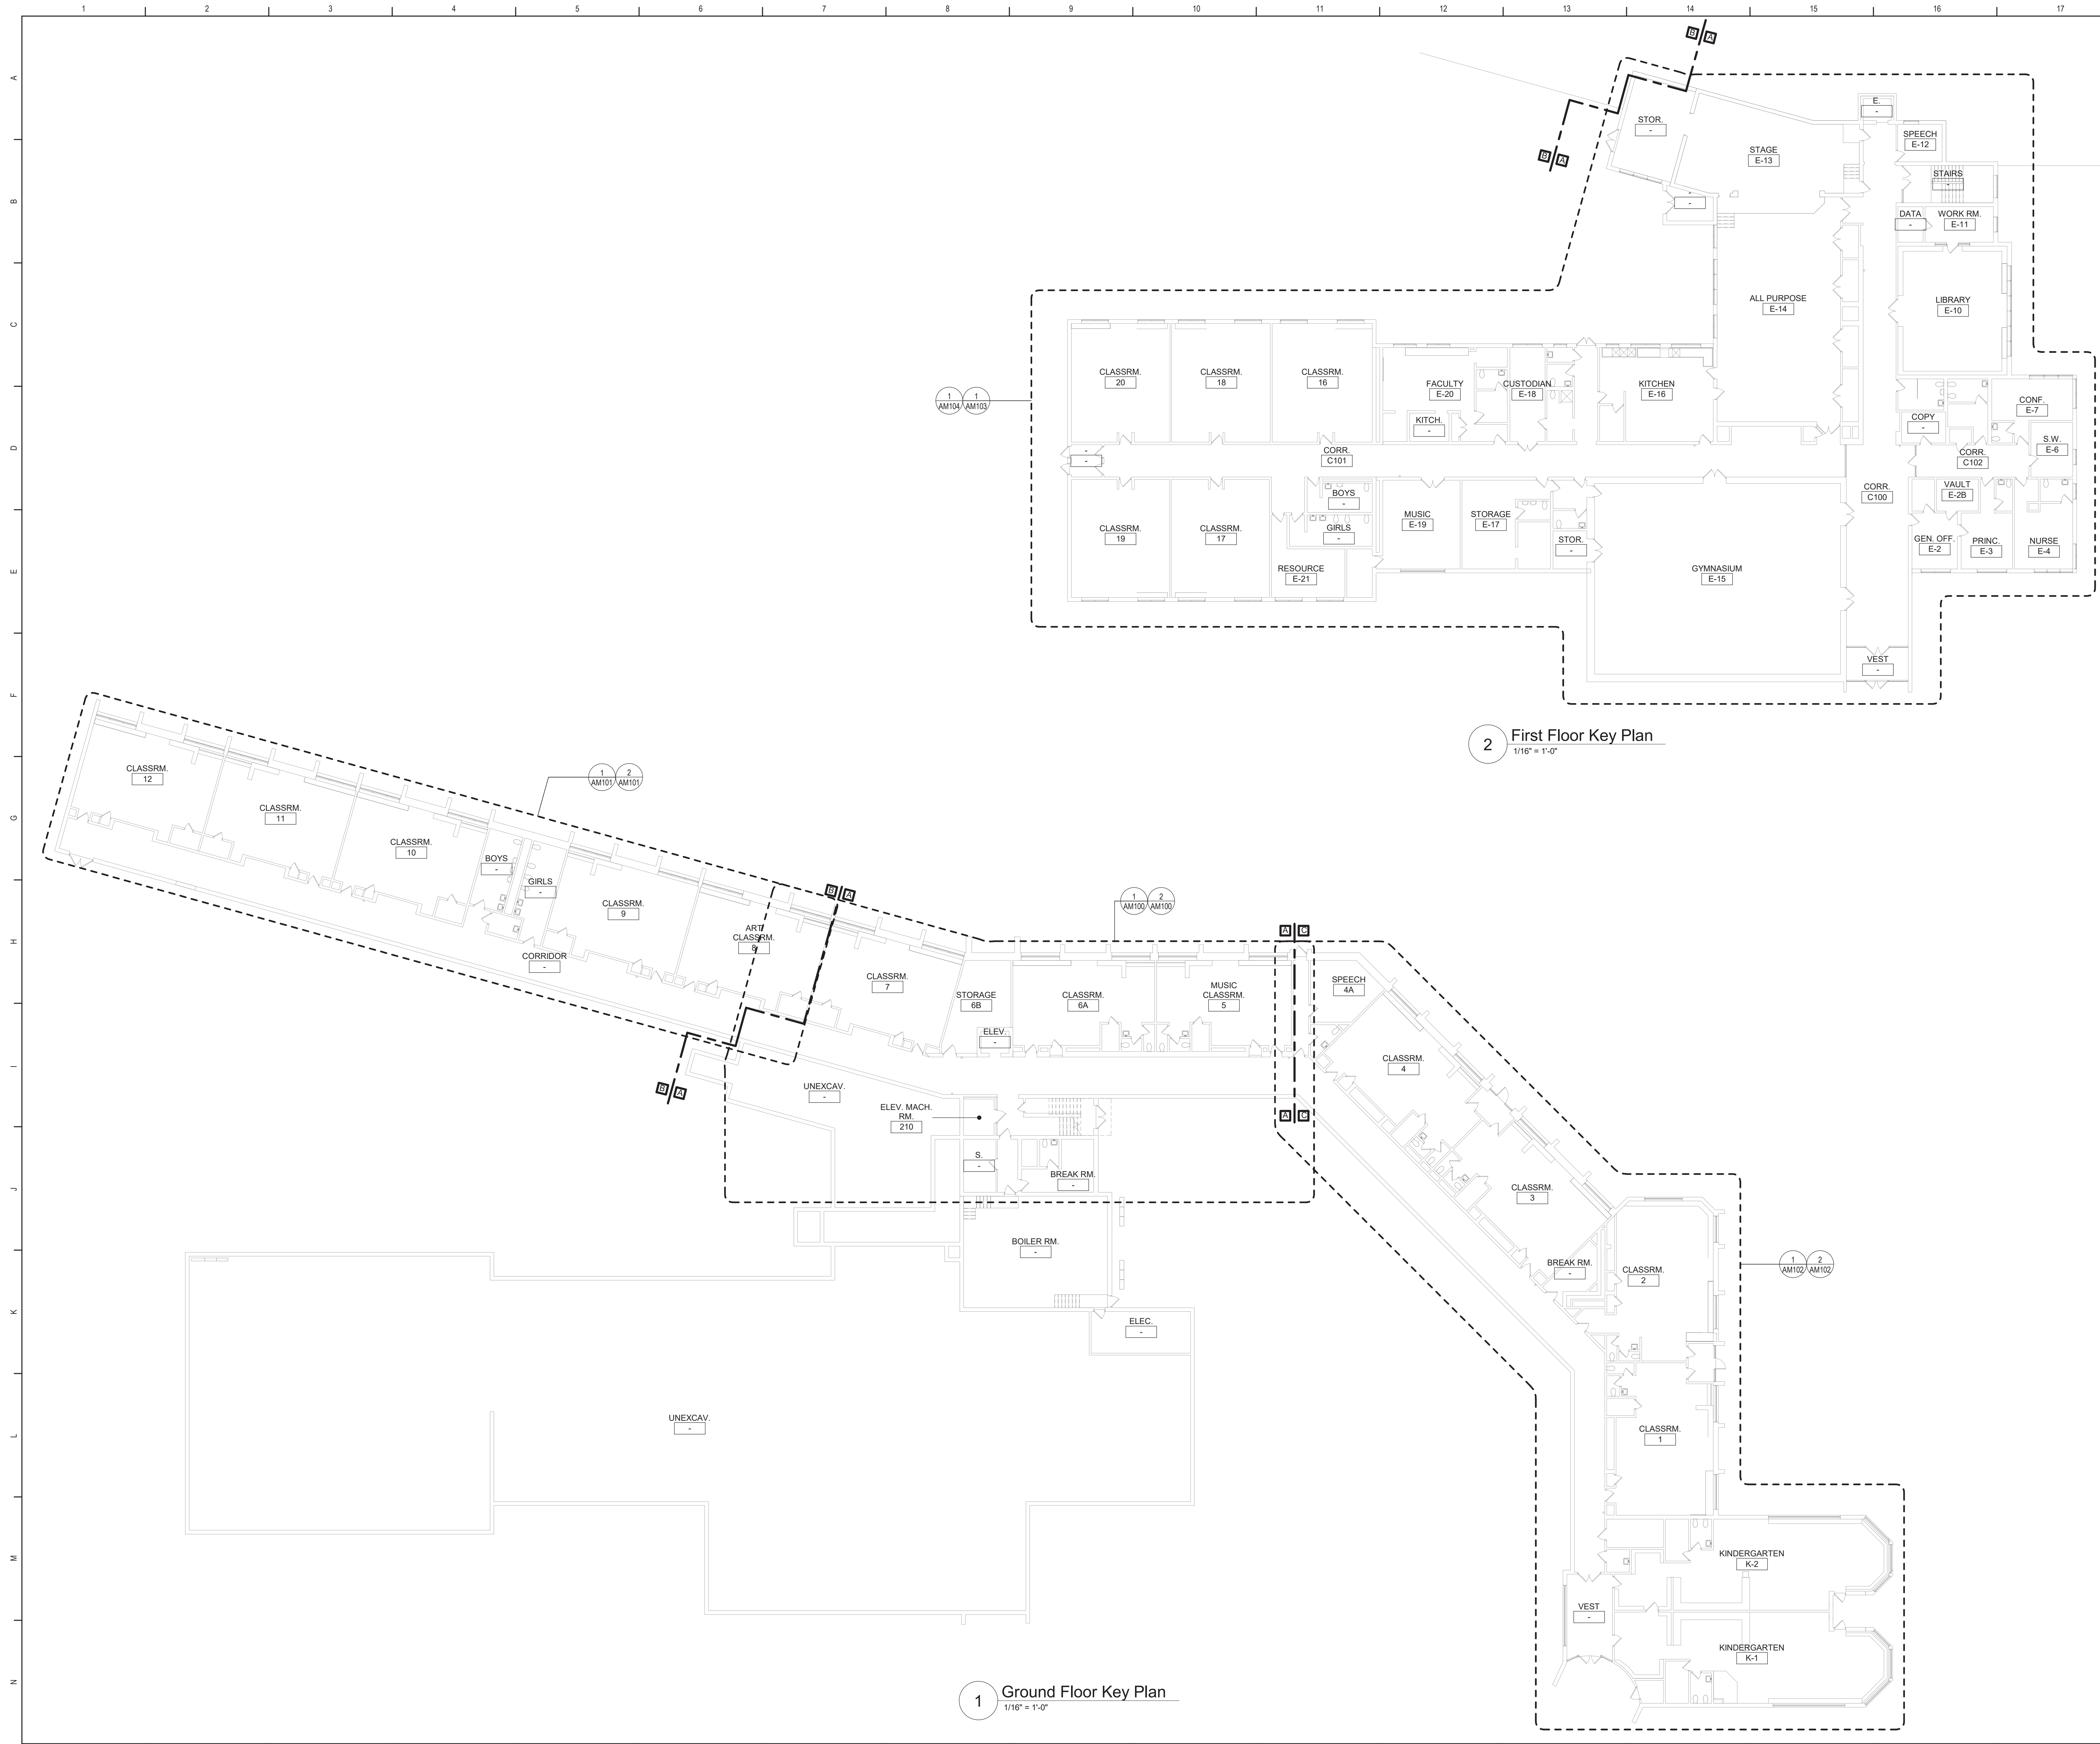 1 2 3 4 5 6 7 8 9 10 11 12 13 14 15 16 17
A
B
C
D
E
F
G
H
I
J
K
L
M
N
B A
B A
STOR.
-
STAGE
E-13
E.
-
SPEECH
E-12
STAIRS
-
-
-
DATA
-
WORK RM.
E-11
ALL PURPOSE
E-14
LIBRARY
E-10
CLASSRM.
20
CLASSRM.
18
CLASSRM.
16
FACULTY
E-20
CUSTODIAN
E-18
KITCHEN
E-16
KITCH.
-
COPY
-
CONF.
E-7
S.W.
E-6
1
AM104
1
AM103
-
-
CORR.
C101
CORR.
C102
CORR.
C100
VAULT
E-2B
BOYS
-
GIRLS
-
CLASSRM.
19
CLASSRM.
17
MUSIC
E-19
STORAGE
E-17
STOR.
-
RESOURCE
E-21
GYMNASIUM
E-15
GEN. OFF.
E-2
PRINC.
E-3
NURSE
E-4
VEST
-
2
First Floor Key Plan
1/16" = 1'-0"
CLASSRM.
12
CLASSRM.
11
CLASSRM.
10
BOYS
-
GIRLS
-
CORRIDOR
-
CLASSRM.
9
ART/
CLASSRM.
8
1
AM101
2
AM101
B A
B A
CLASSRM.
7
STORAGE
6B
ELEV.
-
CLASSRM.
6A
MUSIC
CLASSRM.
5
1
AM100
2
AM100
A C
A C
SPEECH
4A
CLASSRM.
4
CLASSRM.
3
UNEXCAV.
-
ELEV. MACH.
RM.
210
S.
-
BREAK RM.
-
BOILER RM.
-
ELEC.
-
UNEXCAV.
-
BREAK RM.
-
CLASSRM.
2
1
AM102
2
AM102
CLASSRM.
1
KINDERGARTEN
K-2
VEST
-
KINDERGARTEN
K-1
1
Ground Floor Key Plan
1/16" = 1'-0"